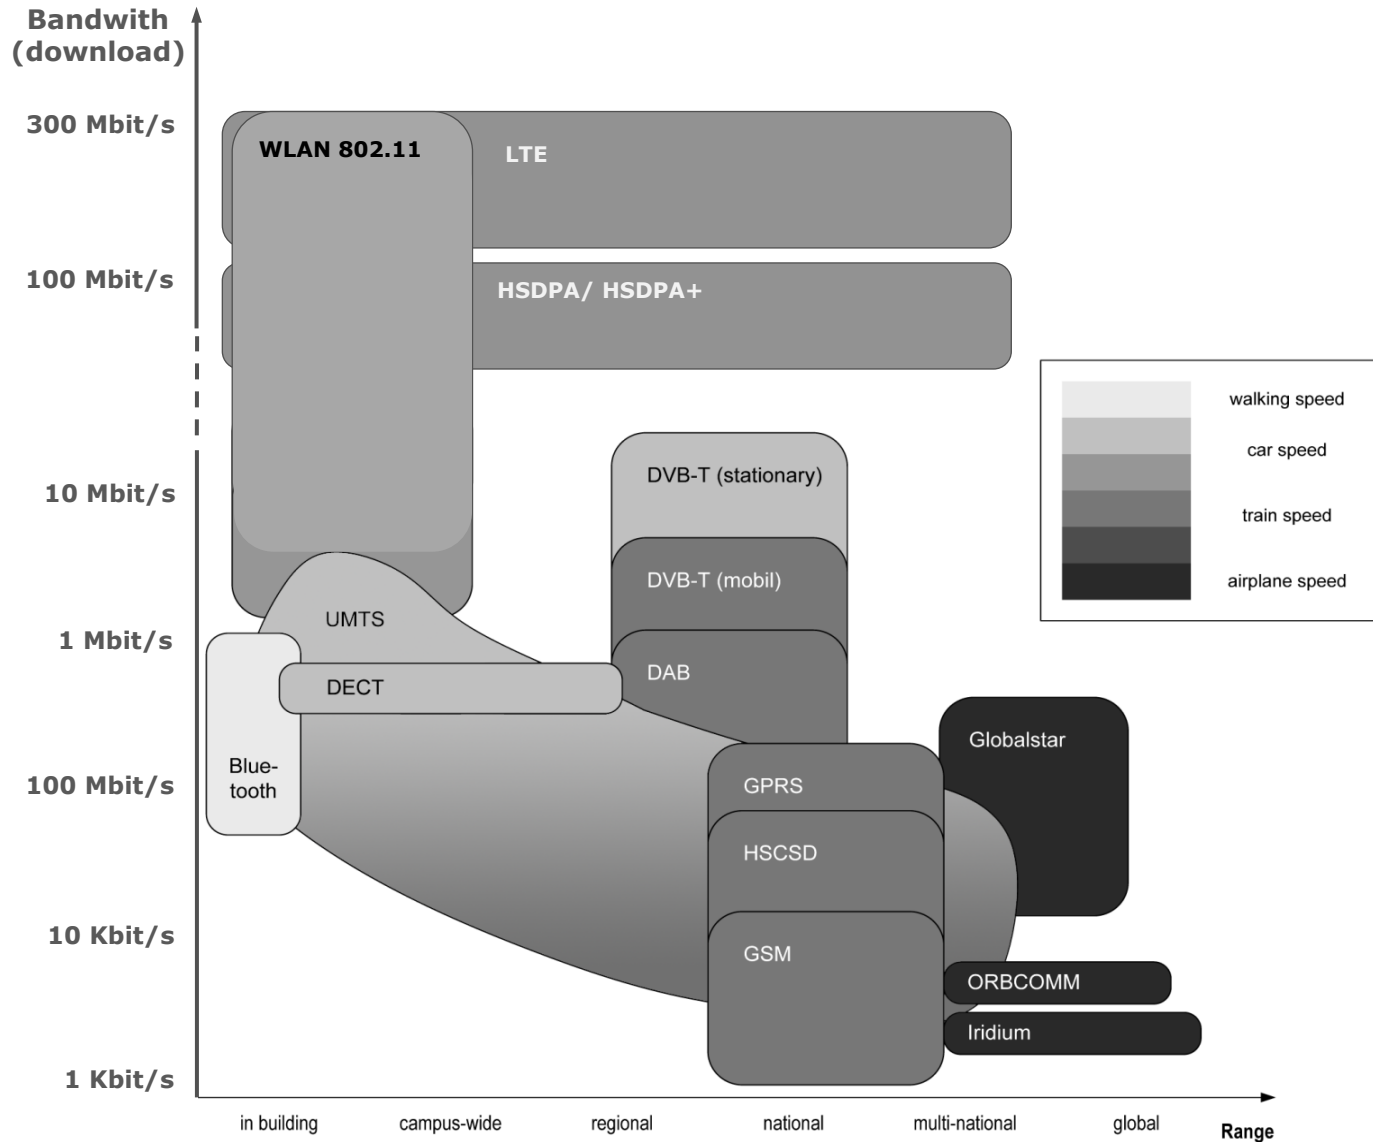 Bandwith
(download)
300 Mbit/s
WLAN 802.11
LTE
100 Mbit/s
HSDPA/ HSDPA+
walking speed
car speed
train speed
airplane speed
10 Mbit/s
DVB-T (stationary)
DVB-T (mobil)
UMTS
1 Mbit/s
DAB
DECT
Globalstar
Blue-
tooth
100 Mbit/s
GPRS
HSCSD
10 Kbit/s
GSM
ORBCOMM
Iridium
1 Kbit/s
in building
campus-wide
regional
national
multi-national
global
Range